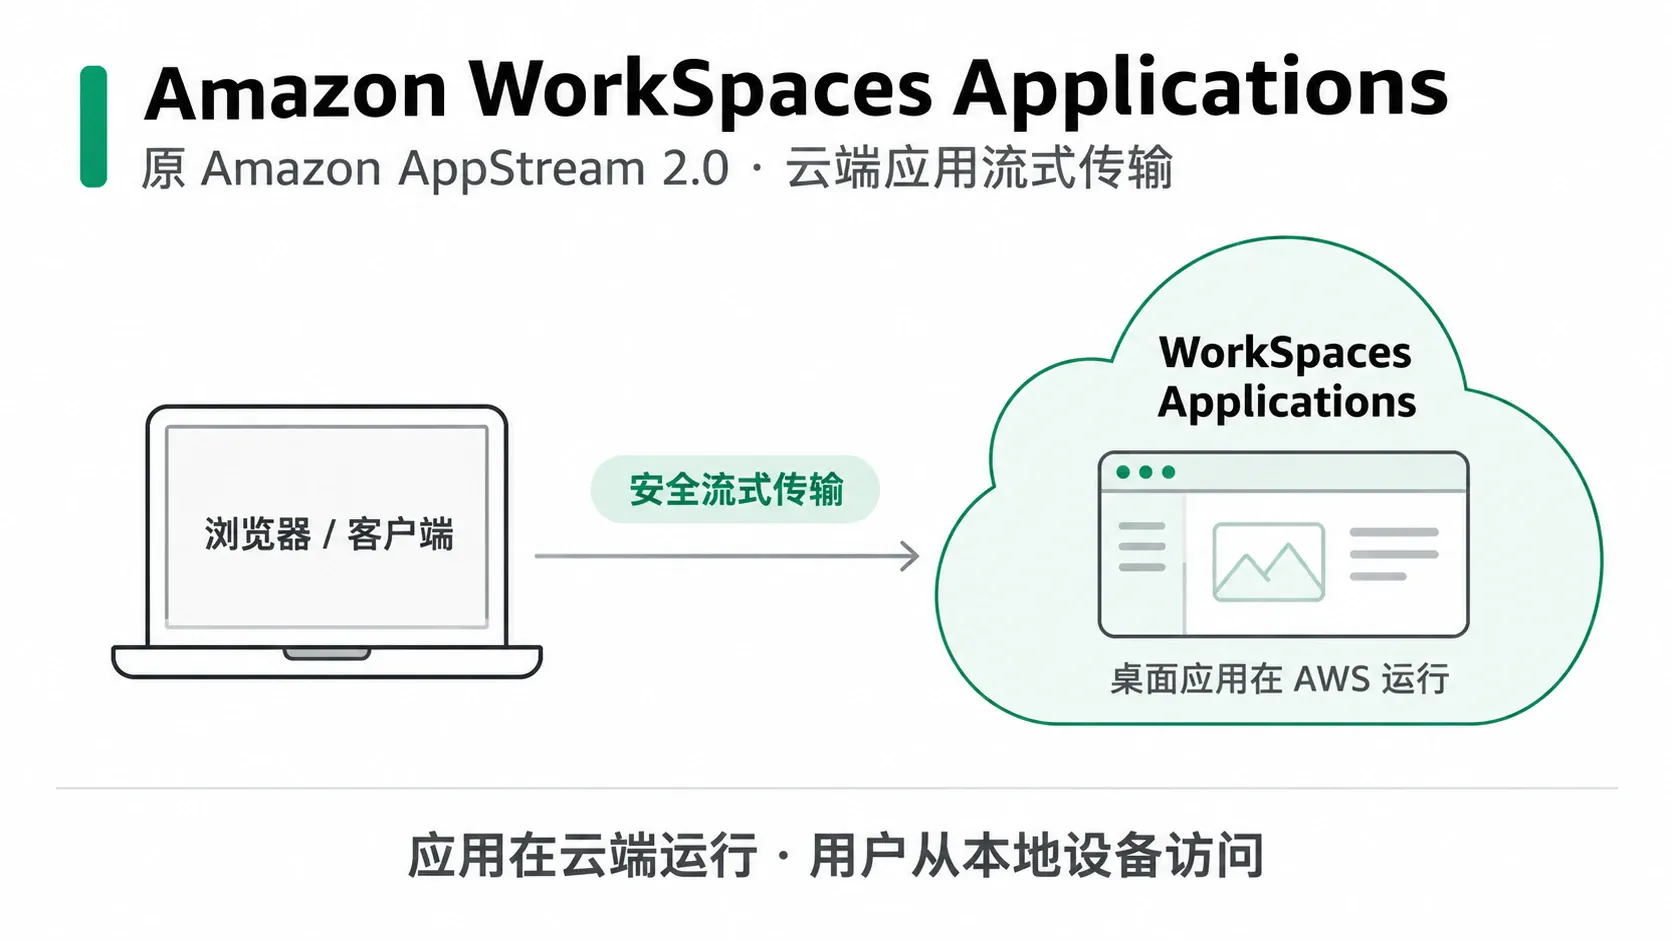 Amazon WorkSpaces Applications
原 Amazon AppStream 2.0 · 云端应用流式传输
WorkSpaces
Applications
安全流式传输
浏览器 / 客户端
桌面应用在 AWS 运行
应用在云端运行 · 用户从本地设备访问